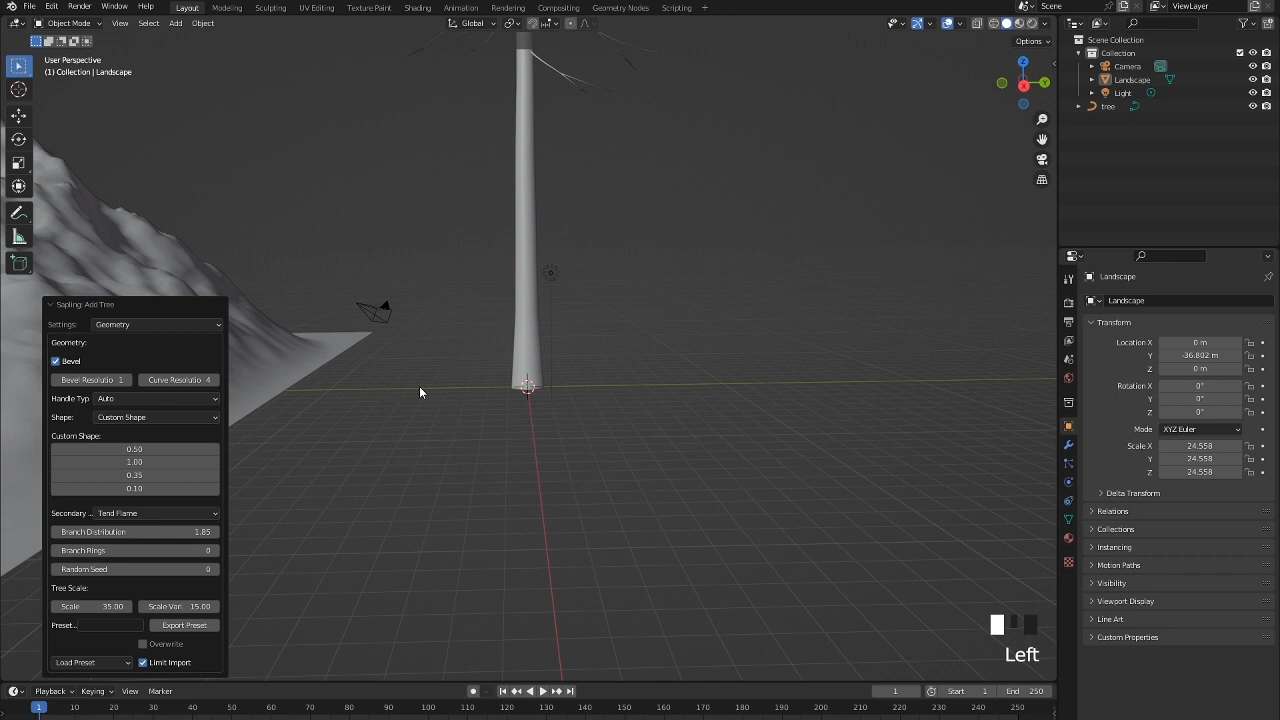 File Edit Render Window Help Layout Modeling Sculpting UV Editing Texture Paint Shading Animation Rendering Compositing Geometry Nodes Scripting + Scene ViewLayer
Object Mode View Select Add Object Global
Options
User Perspective
(1) Collection | Landscape
Z
Y
X
Scene Collection
Collection
Camera
Landscape
Light
tree
Landscape
Landscape
Transform
Location X 0 m
Y -36.802 m
Z 0 m
Rotation X 0°
Y 0°
Z 0°
Mode XYZ Euler
Scale X 24.558
Y 24.558
Z 24.558
Delta Transform
Relations
Collections
Instancing
Motion Paths
Visibility
Viewport Display
Line Art
Custom Properties
Sapling: Add Tree
Settings: Geometry
Geometry:
Bevel
Bevel Resolutio 1 Curve Resolutio 4
Handle Typ Auto
Shape: Custom Shape
Custom Shape:
0.50
1.00
0.35
0.10
Secondary ... Tend Flame
Branch Distribution 1.85
Branch Rings 0
Random Seed 0
Tree Scale:
Scale 35.00 Scale Vari 15.00
Preset... Export Preset
Overwrite
Load Preset Limit Import
Left
Playback Keying View Marker 1 Start 1 End 250
1 10 20 30 40 50 60 70 80 90 100 110 120 130 140 150 160 170 180 190 200 210 220 230 240 250